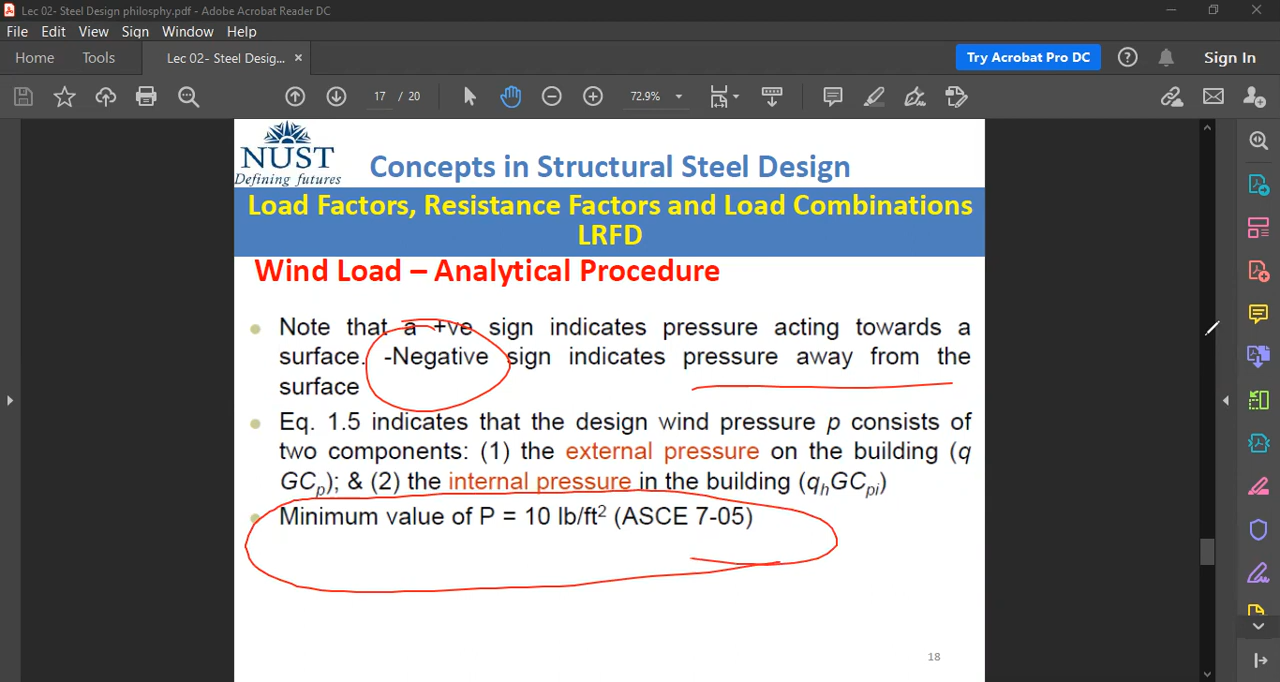 Lec 02- Steel Design philosphy.pdf - Adobe Acrobat Reader DC
File Edit View Sign Window Help
Home Tools Lec 02- Steel Desig... × Try Acrobat Pro DC Sign In
17 / 20 72.9%
NUST
Defining futures
Concepts in Structural Steel Design
Load Factors, Resistance Factors and Load Combinations
LRFD
Wind Load – Analytical Procedure
Note that a +ve sign indicates pressure acting towards a
surface. -Negative sign indicates pressure away from the
surface
Eq. 1.5 indicates that the design wind pressure p consists of
two components: (1) the external pressure on the building (q
GCp); & (2) the internal pressure in the building (qhGCpi)
Minimum value of P = 10 lb/ft² (ASCE 7-05)
18